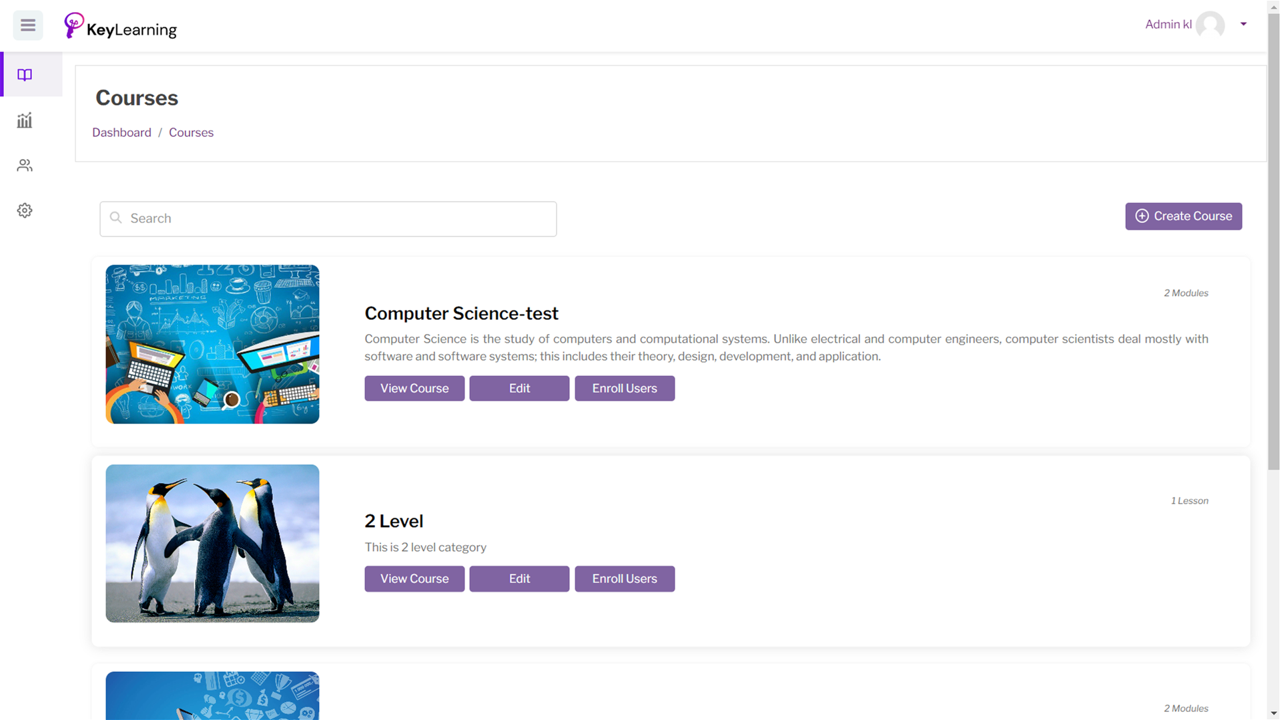 KeyLearning
Admin kl
Courses
Dashboard / Courses
Search
Create Course
2 Modules
Computer Science-test
Computer Science is the study of computers and computational systems. Unlike electrical and computer engineers, computer scientists deal mostly with
software and software systems; this includes their theory, design, development, and application.
View Course Edit Enroll Users
1 Lesson
2 Level
This is 2 level category
View Course Edit Enroll Users
2 Modules